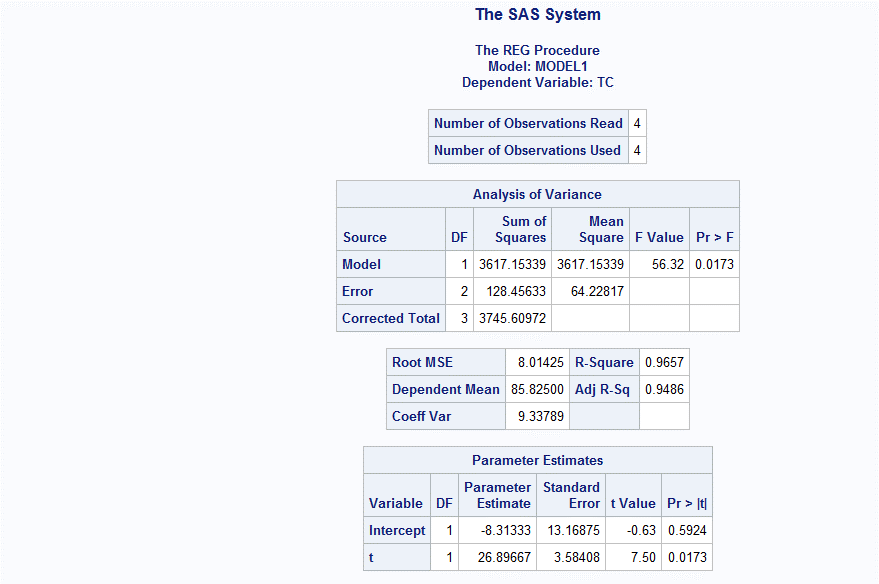 The SAS System
The REG Procedure
Model: MODEL1
Dependent Variable: TC
Number of Observations Read 4
Number of Observations Used 4
Analysis of Variance
Source DF Sum of Squares Mean Square F Value Pr > F
Model 1 3617.15339 3617.15339 56.32 0.0173
Error 2 128.45633 64.22817
Corrected Total 3 3745.60972
Root MSE 8.01425 R-Square 0.9657
Dependent Mean 85.82500 Adj R-Sq 0.9486
Coeff Var 9.33789
Parameter Estimates
Variable DF Parameter Estimate Standard Error t Value Pr > |t|
Intercept 1 -8.31333 13.16875 -0.63 0.5924
t 1 26.89667 3.58408 7.50 0.0173